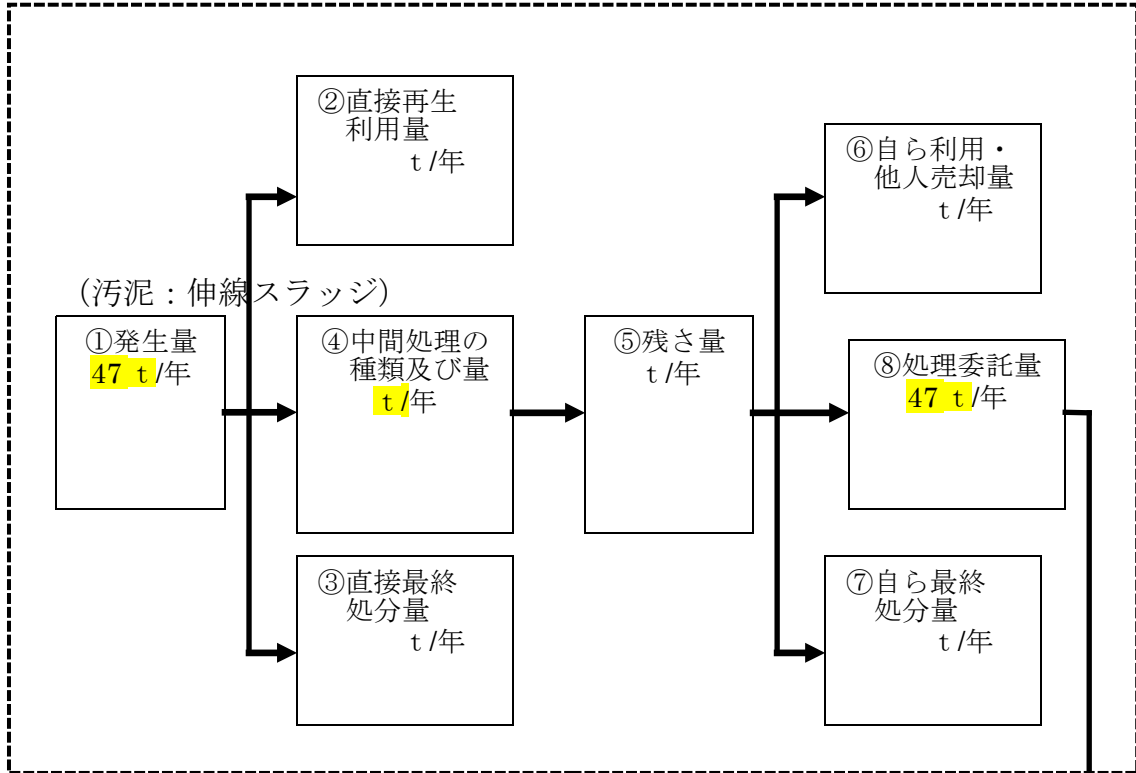 ②直接再生
利用量
t/年
⑥自ら利用・
他人売却量
t/年
(汚泥:伸線スラッジ)
①発生量
47 t/年
④中間処理の
種類及び量
t/年
⑤残さ量
t/年
⑧処理委託量
47 t/年
③直接最終
処分量
t/年
⑦自ら最終
処分量
t/年